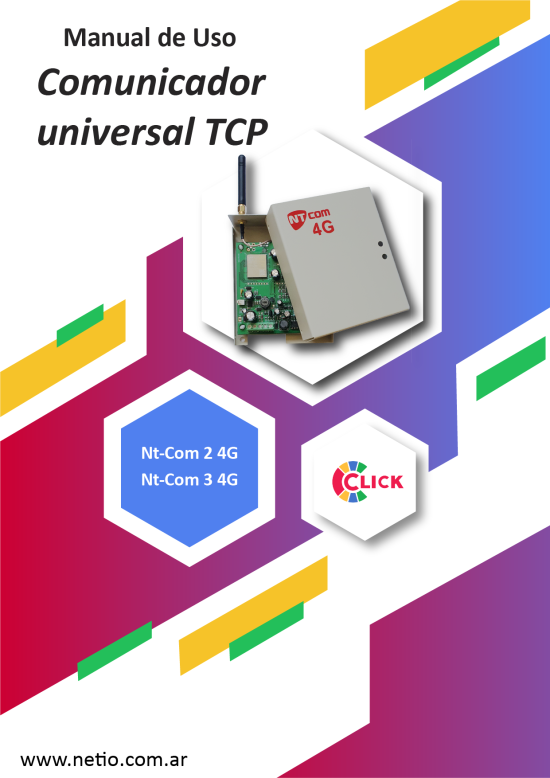 Manual de Uso
Comunicador
universal TCP
NT com
4G
Nt-Com 2 4G
Nt-Com 3 4G
CLICK
www.netio.com.ar